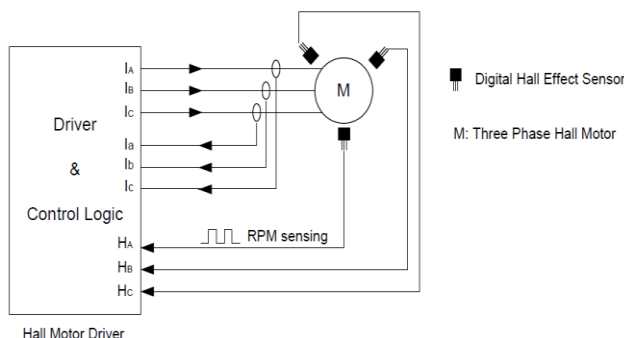 IA
IB
IC
Driver
&
Control Logic
Ia
Ib
Ic
HA
HB
HC
RPM sensing
M
Digital Hall Effect Sensor
M: Three Phase Hall Motor
Hall Motor Driver